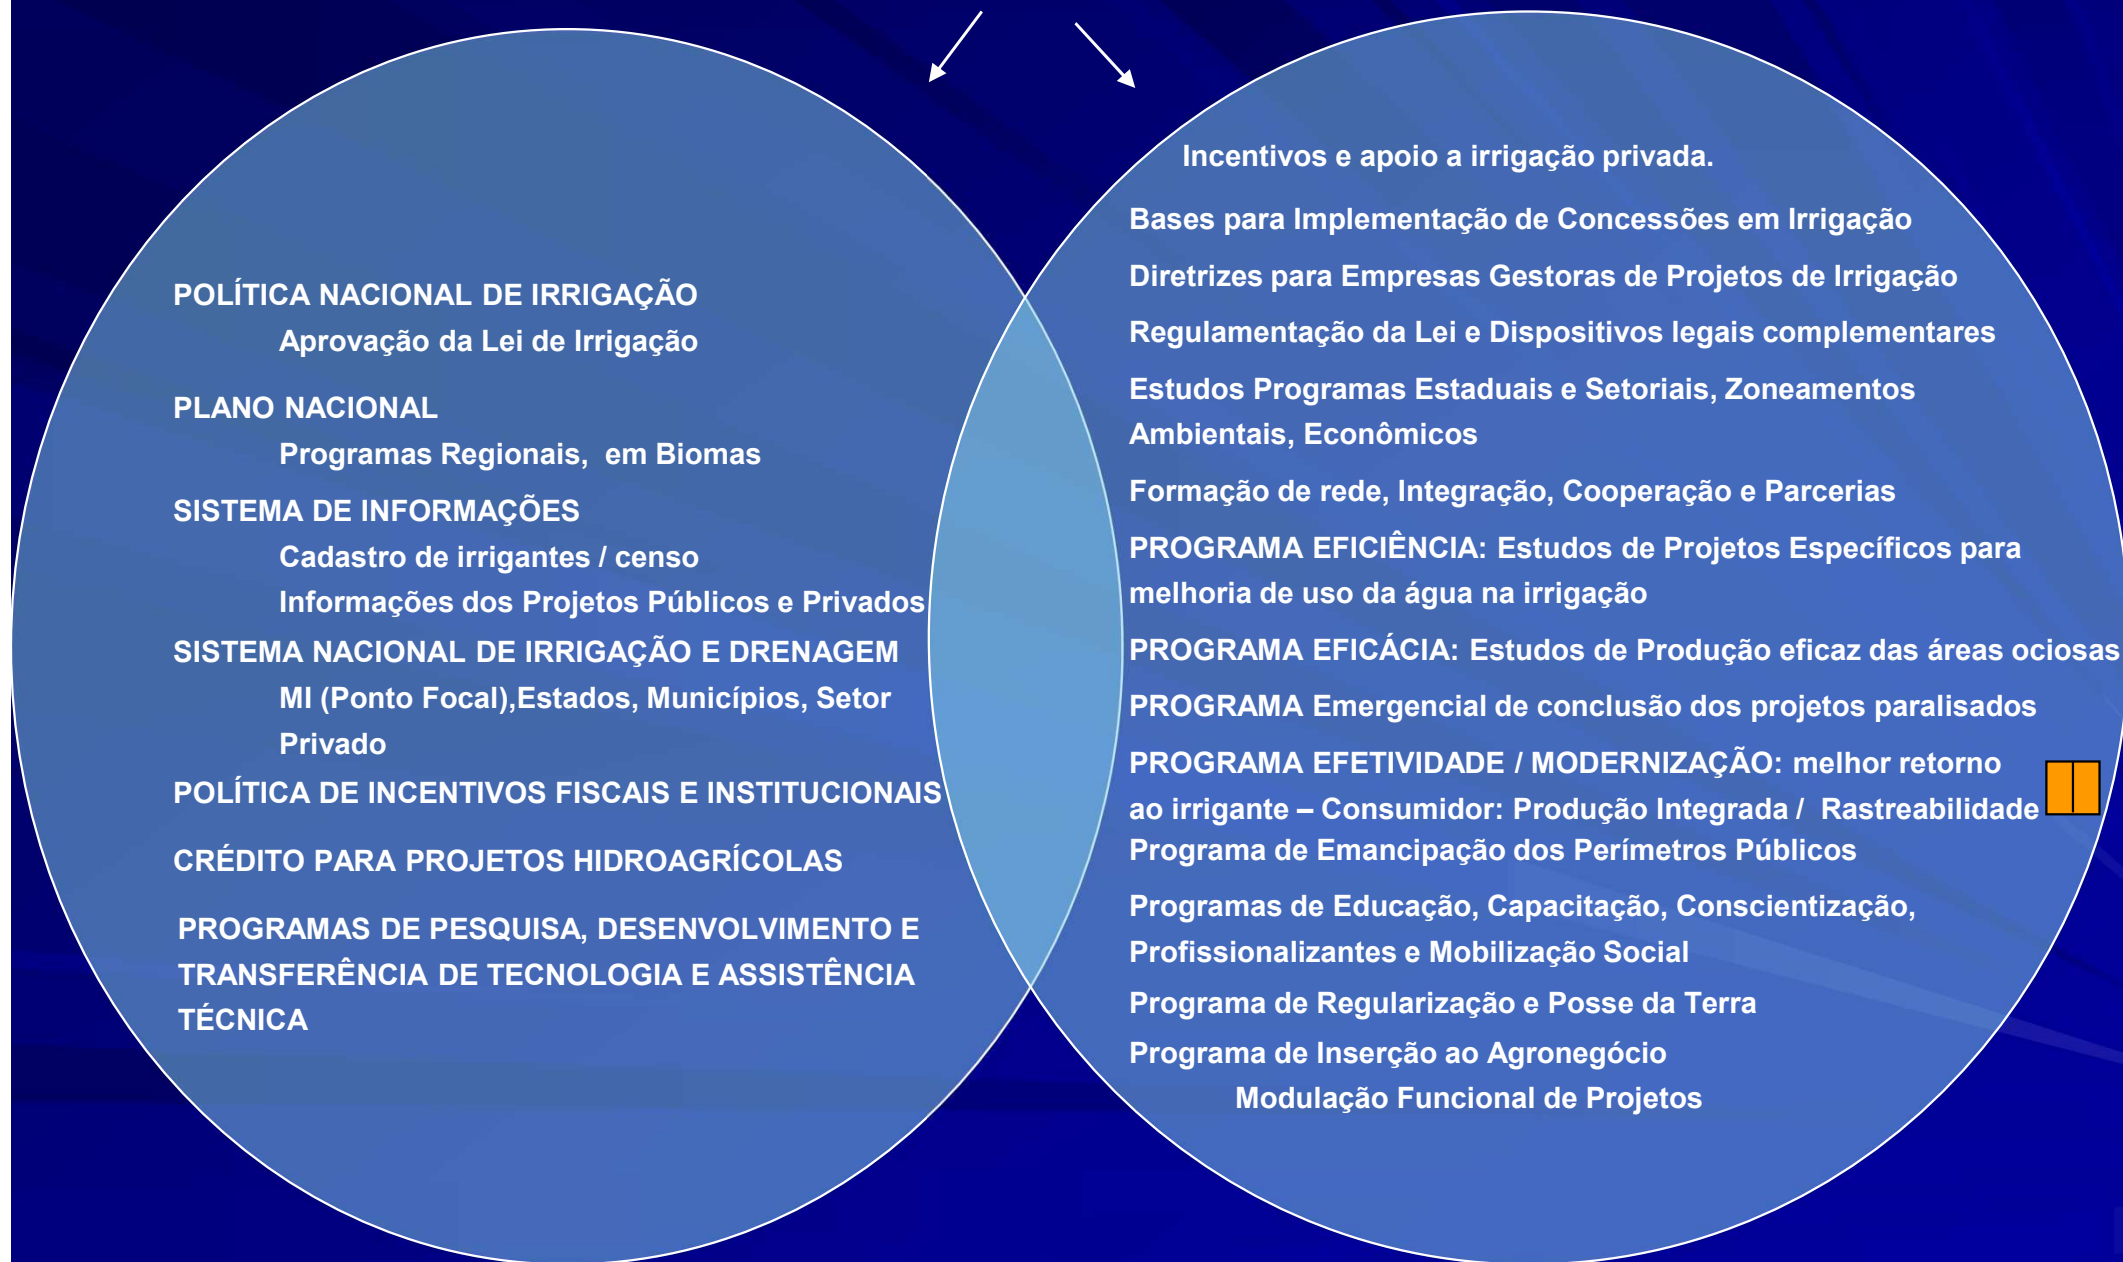 POLÍTICA NACIONAL DE IRRIGAÇÃO
Aprovação da Lei de Irrigação
PLANO NACIONAL
Programas Regionais, em Biomas
SISTEMA DE INFORMAÇÕES
Cadastro de irrigantes / censo
Informações dos Projetos Públicos e Privados
SISTEMA NACIONAL DE IRRIGAÇÃO E DRENAGEM
MI (Ponto Focal),Estados, Municípios, Setor
Privado
POLÍTICA DE INCENTIVOS FISCAIS E INSTITUCIONAIS
CRÉDITO PARA PROJETOS HIDROAGRÍCOLAS
PROGRAMAS DE PESQUISA, DESENVOLVIMENTO E
TRANSFERÊNCIA DE TECNOLOGIA E ASSISTÊNCIA
TÉCNICA
Incentivos e apoio a irrigação privada.
Bases para Implementação de Concessões em Irrigação
Diretrizes para Empresas Gestoras de Projetos de Irrigação
Regulamentação da Lei e Dispositivos legais complementares
Estudos Programas Estaduais e Setoriais, Zoneamentos
Ambientais, Econômicos
Formação de rede, Integração, Cooperação e Parcerias
PROGRAMA EFICIÊNCIA: Estudos de Projetos Específicos para
melhoria de uso da água na irrigação
PROGRAMA EFICÁCIA: Estudos de Produção eficaz das áreas ociosas
PROGRAMA Emergencial de conclusão dos projetos paralisados
PROGRAMA EFETIVIDADE / MODERNIZAÇÃO: melhor retorno
ao irrigante – Consumidor: Produção Integrada / Rastreabilidade
Programa de Emancipação dos Perímetros Públicos
Programas de Educação, Capacitação, Conscientização,
Profissionalizantes e Mobilização Social
Programa de Regularização e Posse da Terra
Programa de Inserção ao Agronegócio
Modulação Funcional de Projetos